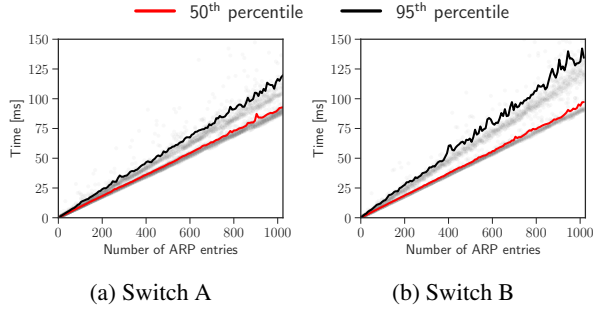 50th percentile 95th percentile
150
125
100
75
50
25
0
Time [ms]
0 200 400 600 800 1000
Number of ARP entries
(a) Switch A
150
125
100
75
50
25
0
Time [ms]
0 200 400 600 800 1000
Number of ARP entries
(b) Switch B